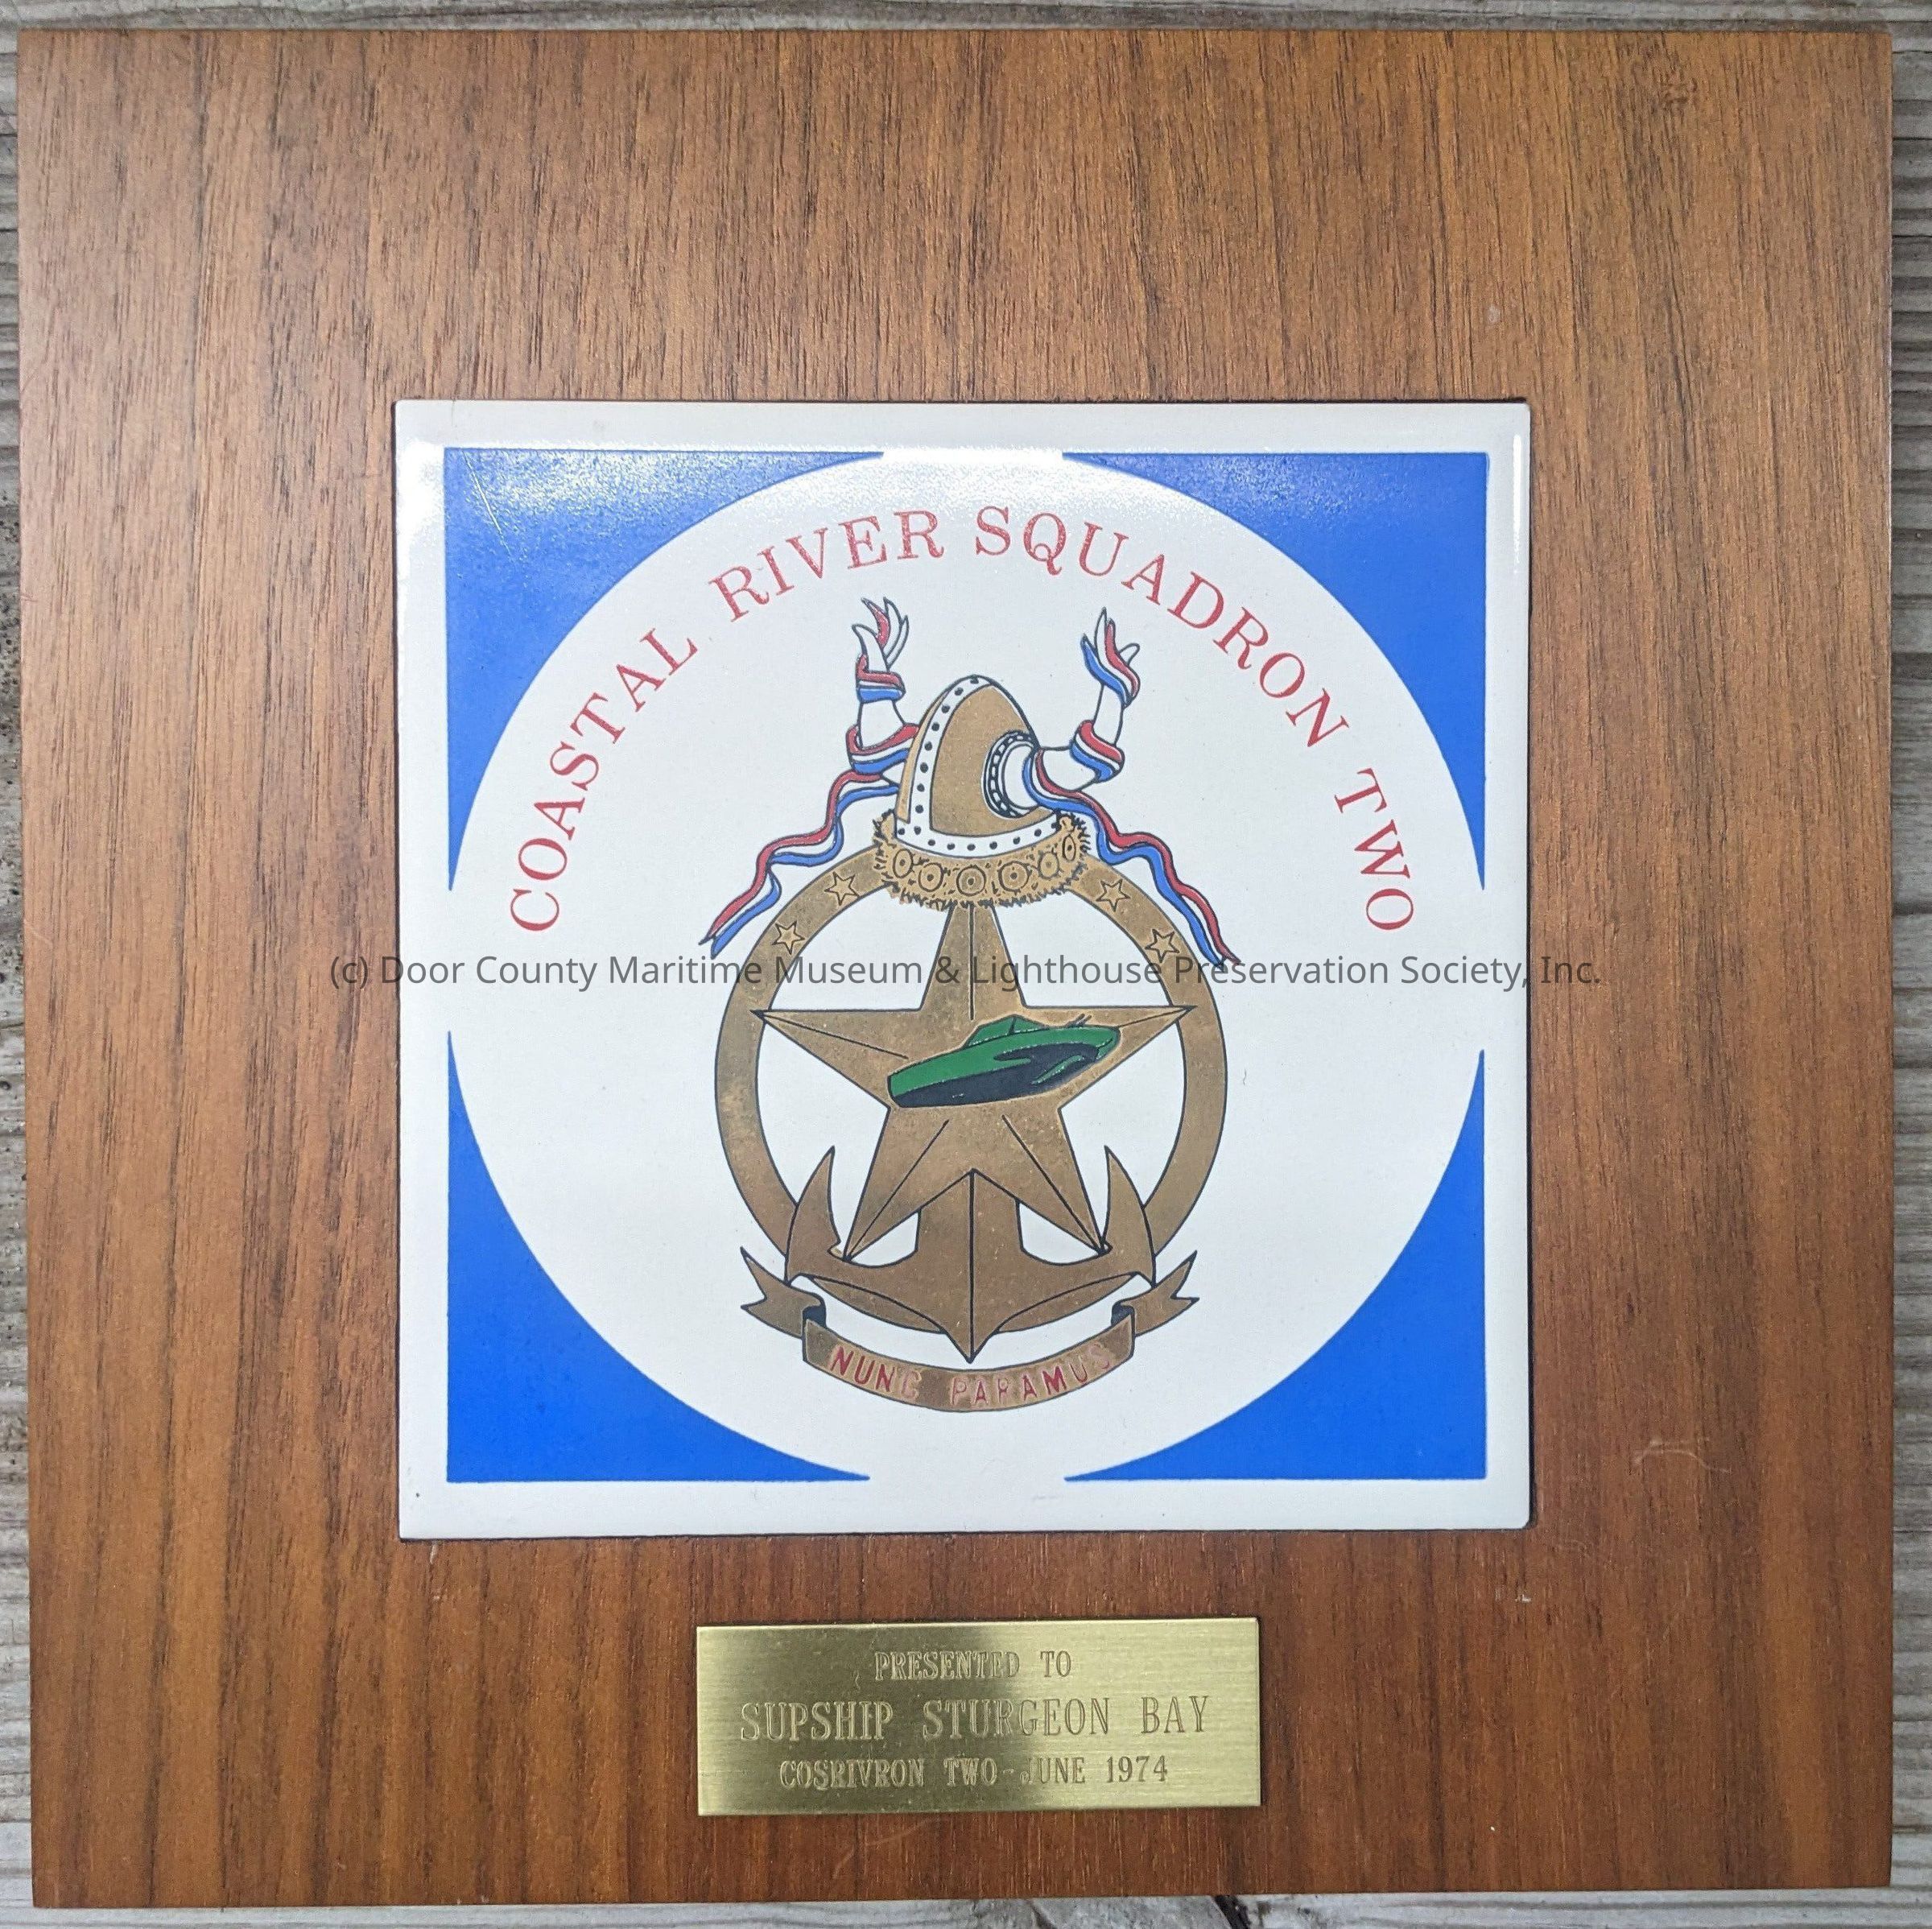 COASTAL RIVER SQUADRON TWO
(c) Door County Maritime Museum & Lighthouse Preservation Society, Inc.
NUNC PARAMUS
PRESENTED TO
SUPSHIP STURGEON BAY
COSRIVRON TWO-JUNE 1974